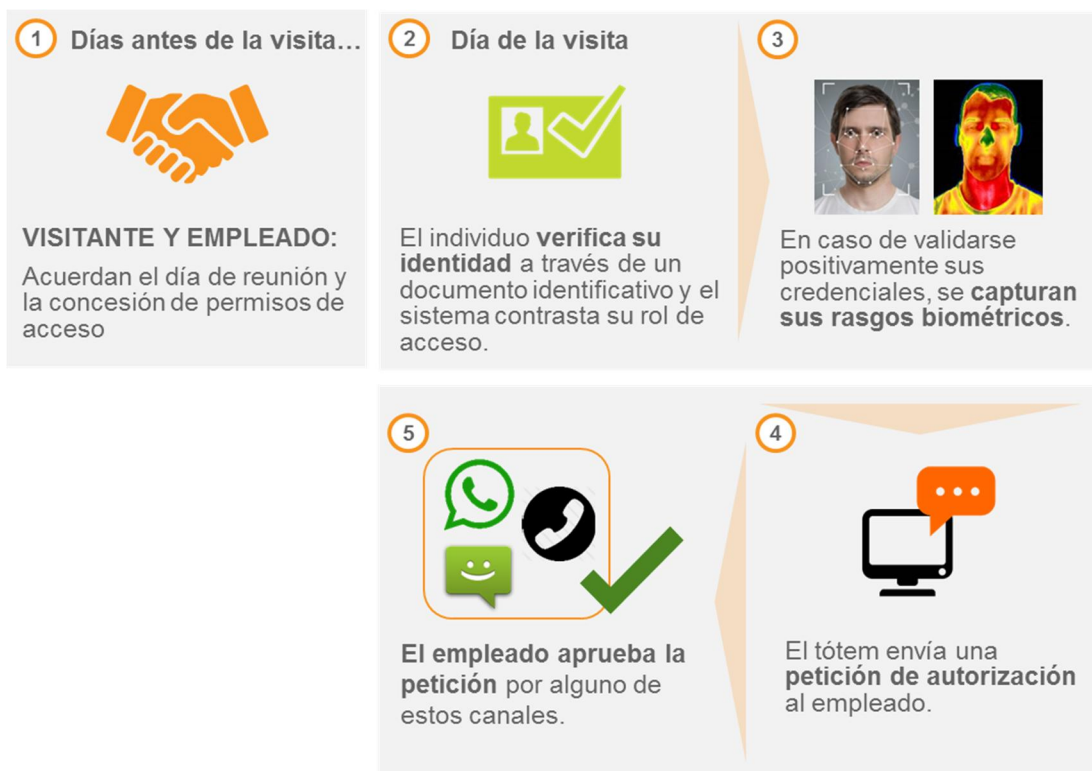 1 Días antes de la visita...
VISITANTE Y EMPLEADO:
Acuerdan el día de reunión y
la concesión de permisos de
acceso
2 Día de la visita
El individuo verifica su
identidad a través de un
documento identificativo y el
sistema contrasta su rol de
acceso.
3
En caso de validarse
positivamente sus
credenciales, se capturan
sus rasgos biométricos.
4
El tótem envía una
petición de autorización
al empleado.
5
El empleado aprueba la
petición por alguno de
estos canales.